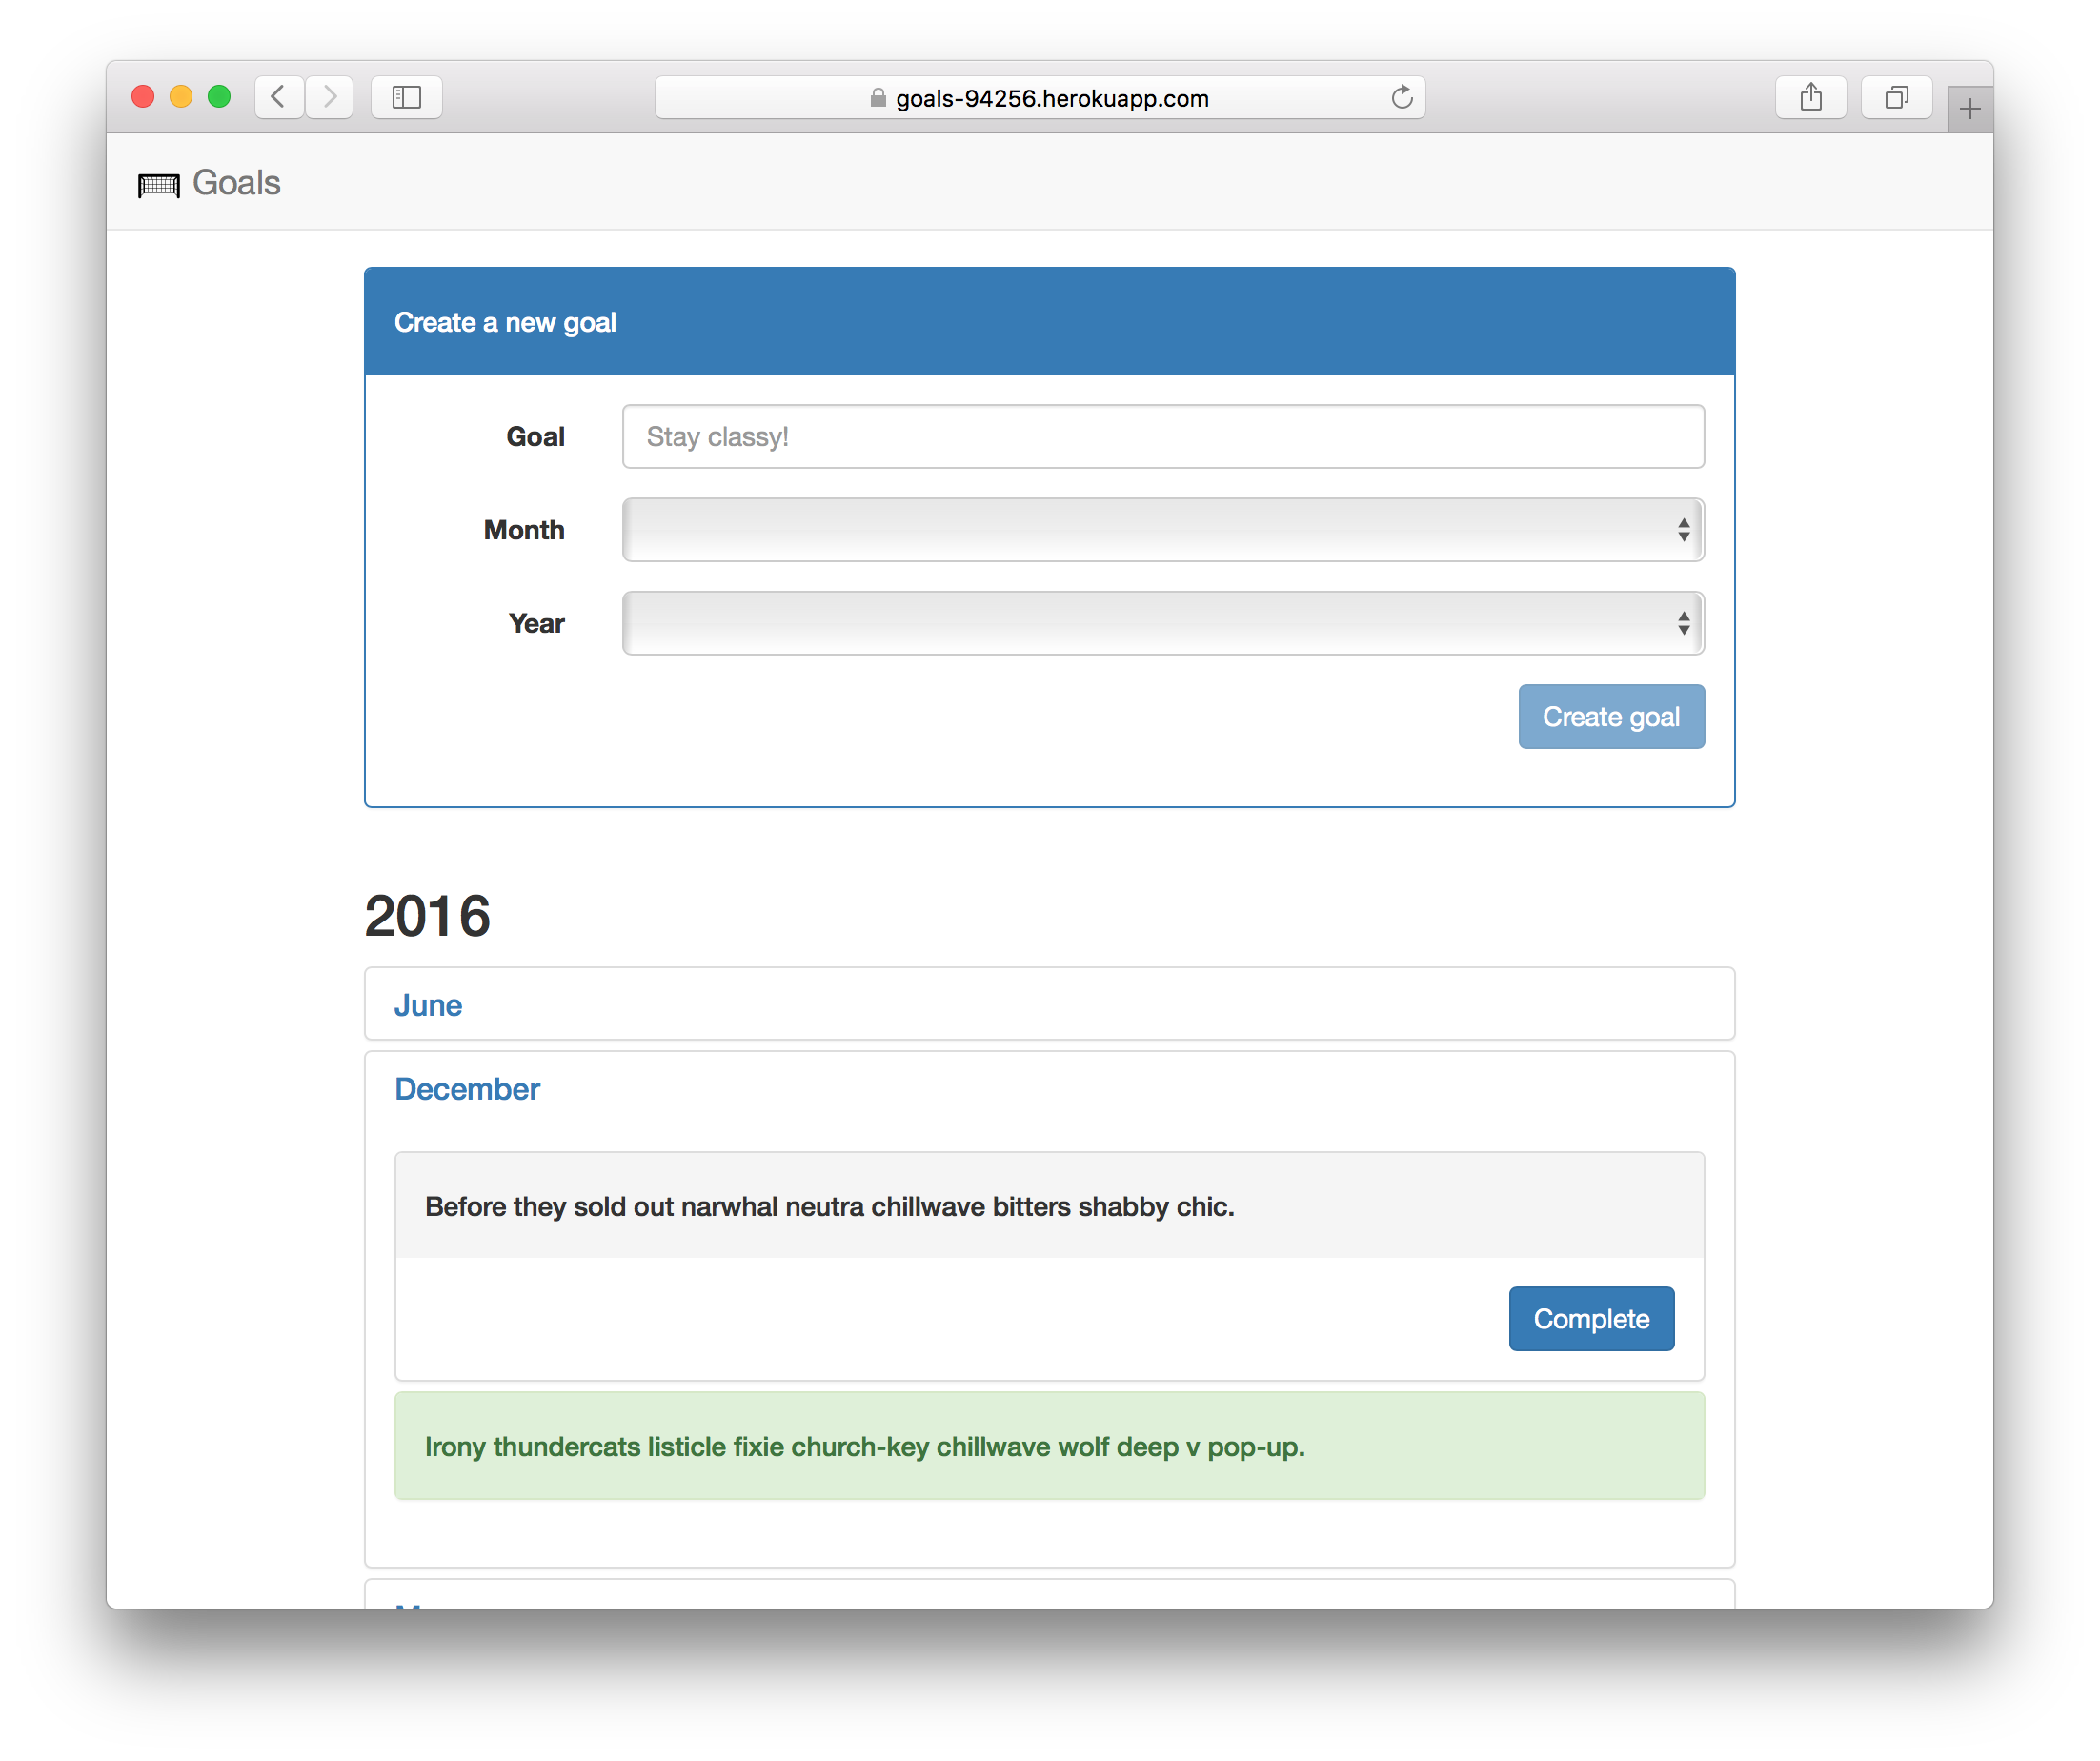 goals-94256.herokuapp.com
Goals
Create a new goal
Goal
Stay classy!
Month
Year
Create goal
2016
June
December
Before they sold out narwhal neutra chillwave bitters shabby chic.
Complete
Irony thundercats listicle fixie church-key chillwave wolf deep v pop-up.